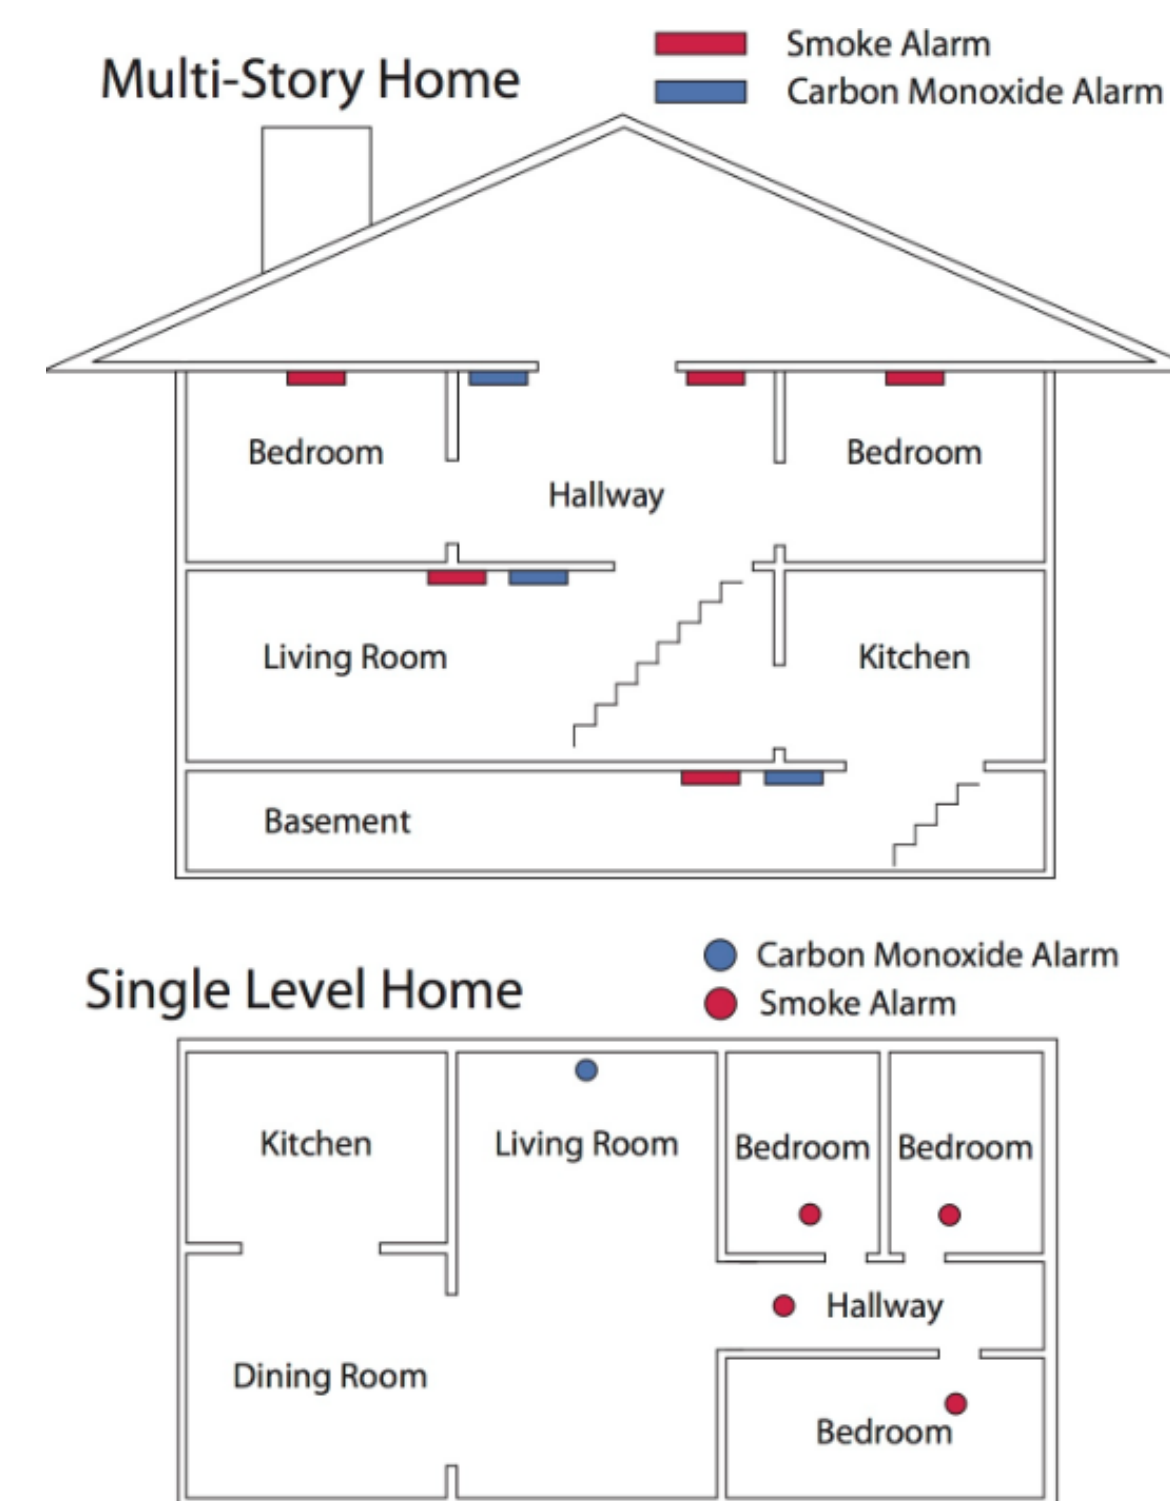 Multi-Story Home
Smoke Alarm
Carbon Monoxide Alarm
Bedroom
Hallway
Bedroom
Living Room
Kitchen
Basement
Single Level Home
Carbon Monoxide Alarm
Smoke Alarm
Kitchen
Living Room
Bedroom
Bedroom
Hallway
Dining Room
Bedroom